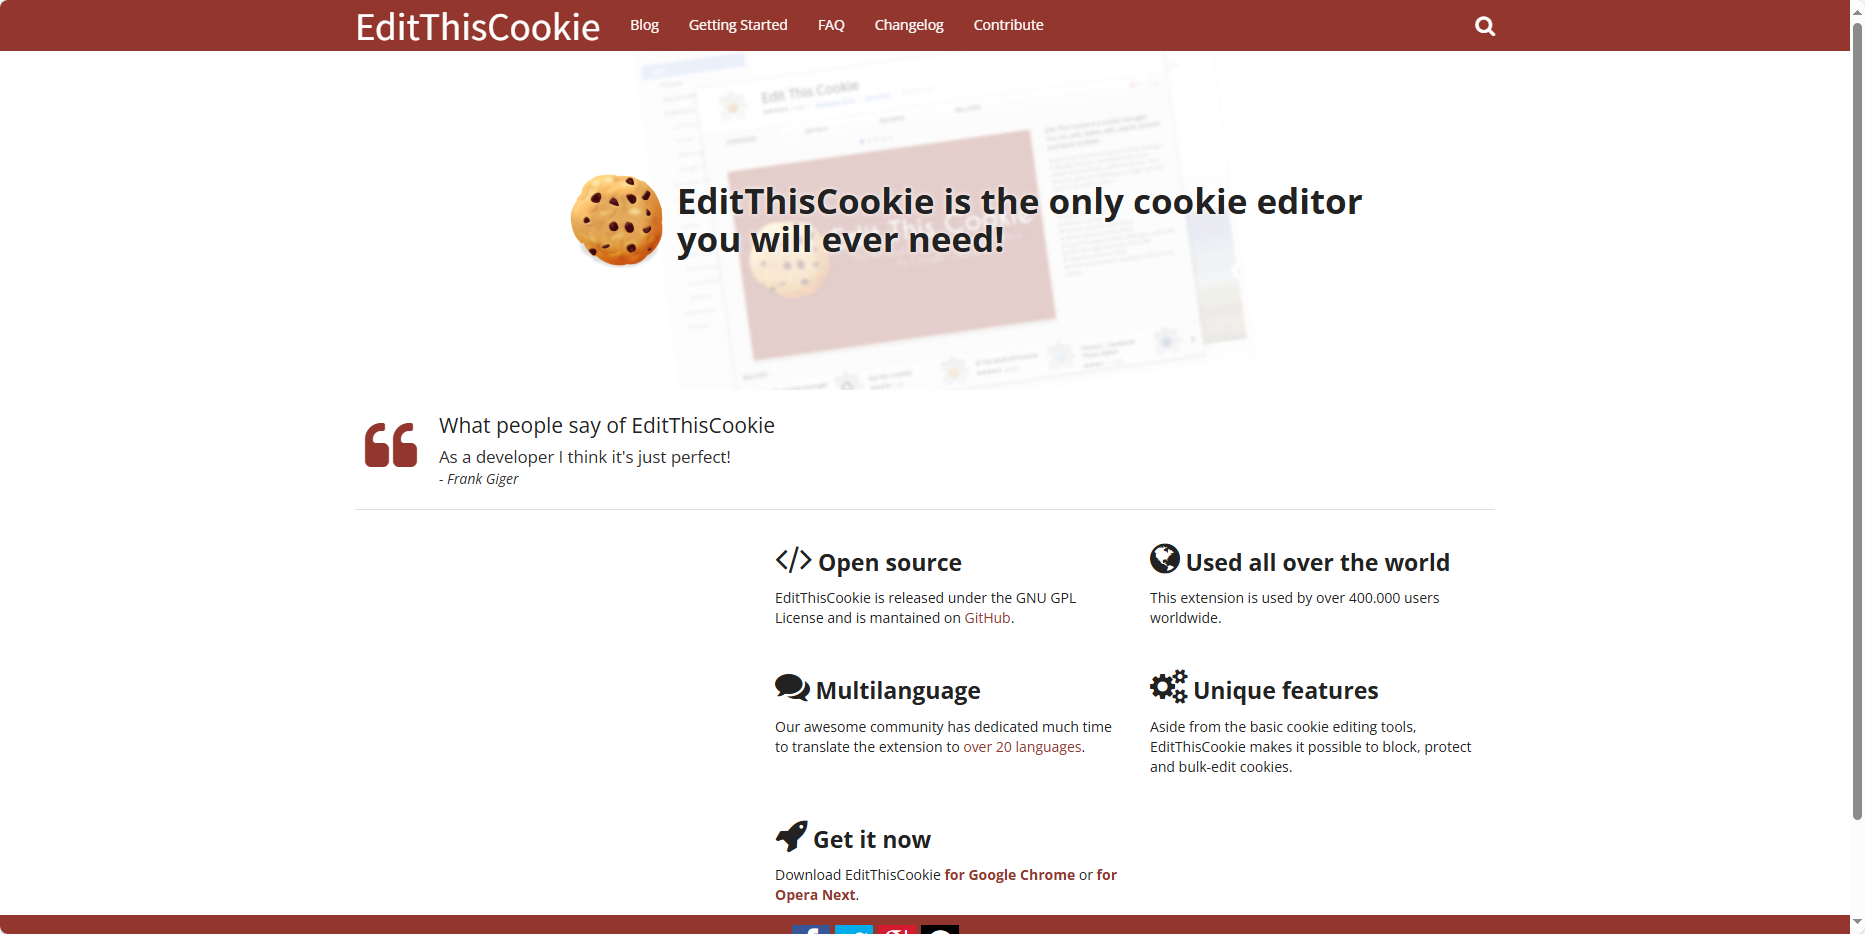 EditThisCookie Blog Getting Started FAQ Changelog Contribute
Edit This Cookie
EditThisCookie is the only cookie editor
you will ever need!
What people say of EditThisCookie
As a developer I think it's just perfect!
- Frank Giger
Open source
EditThisCookie is released under the GNU GPL
License and is mantained on GitHub.
Used all over the world
This extension is used by over 400.000 users
worldwide.
Multilanguage
Our awesome community has dedicated much time
to translate the extension to over 20 languages.
Unique features
Aside from the basic cookie editing tools,
EditThisCookie makes it possible to block, protect
and bulk-edit cookies.
Get it now
Download EditThisCookie for Google Chrome or for
Opera Next.